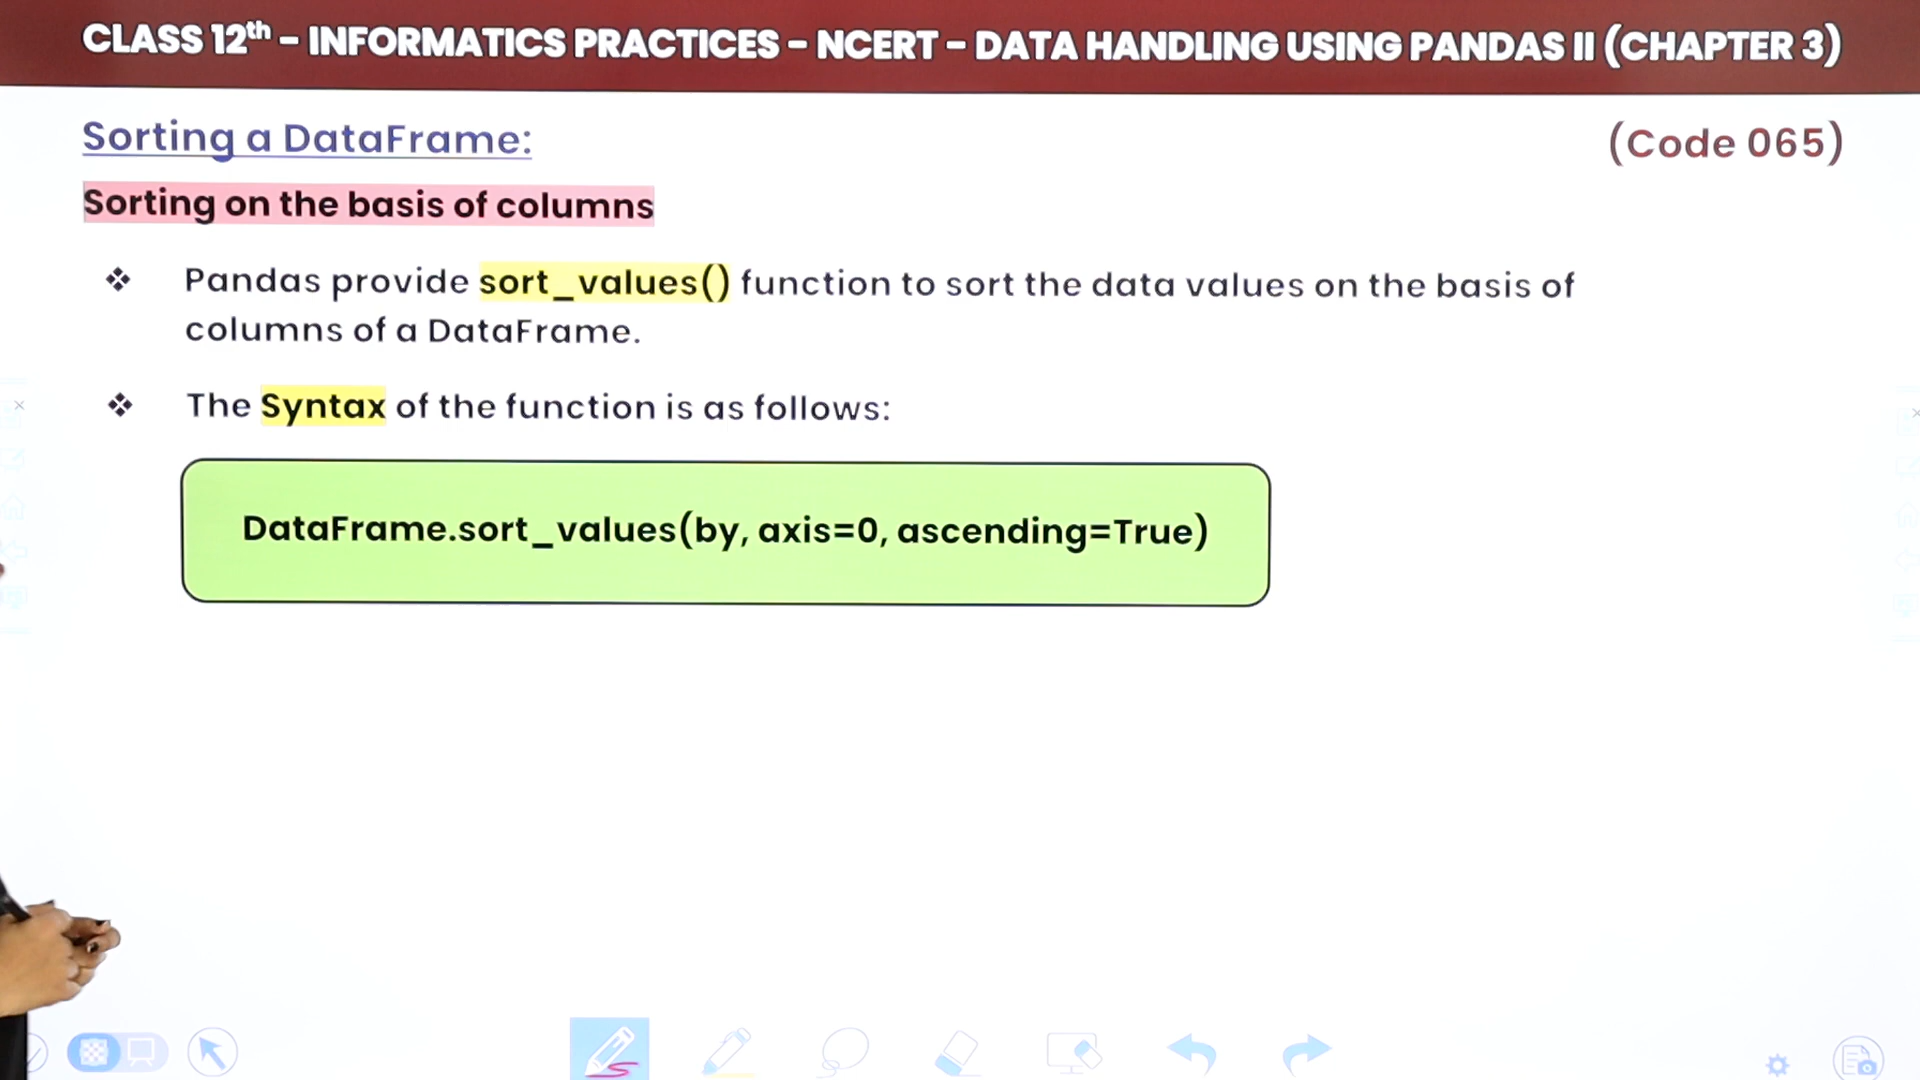 CLASS 12th – INFORMATICS PRACTICES – NCERT – DATA HANDLING USING PANDAS II (CHAPTER 3)
Sorting a DataFrame:
(Code 065)
Sorting on the basis of columns
❖ Pandas provide sort_values() function to sort the data values on the basis of
columns of a DataFrame.
❖ The Syntax of the function is as follows:
DataFrame.sort_values(by, axis=0, ascending=True)